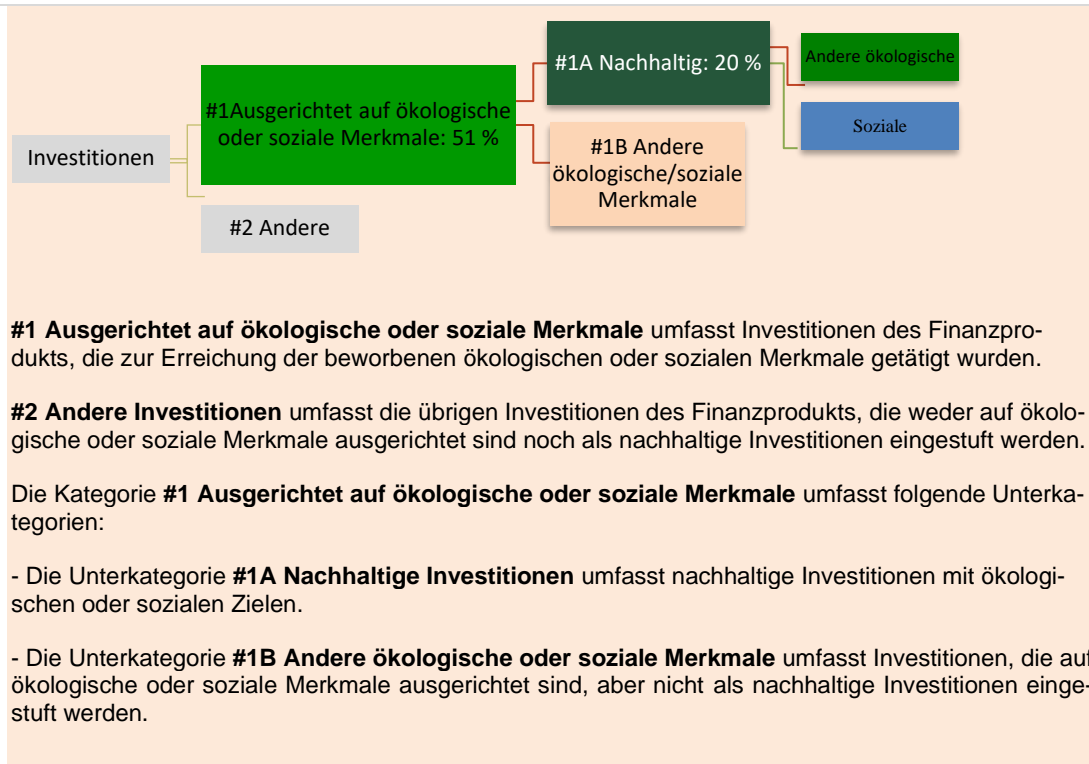 Investitionen
#1Ausgerichtet auf ökologische
oder soziale Merkmale: 51 %
#2 Andere
#1A Nachhaltig: 20 %
#1B Andere
ökologische/soziale
Merkmale
Andere ökologische
Soziale
#1 Ausgerichtet auf ökologische oder soziale Merkmale umfasst Investitionen des Finanzpro-
dukts, die zur Erreichung der beworbenen ökologischen oder sozialen Merkmale getätigt wurden.
#2 Andere Investitionen umfasst die übrigen Investitionen des Finanzprodukts, die weder auf ökolo-
gische oder soziale Merkmale ausgerichtet sind noch als nachhaltige Investitionen eingestuft werden.
Die Kategorie #1 Ausgerichtet auf ökologische oder soziale Merkmale umfasst folgende Unterka-
tegorien:
- Die Unterkategorie #1A Nachhaltige Investitionen umfasst nachhaltige Investitionen mit ökologi-
schen oder sozialen Zielen.
- Die Unterkategorie #1B Andere ökologische oder soziale Merkmale umfasst Investitionen, die auf
ökologische oder soziale Merkmale ausgerichtet sind, aber nicht als nachhaltige Investitionen einge-
stuft werden.